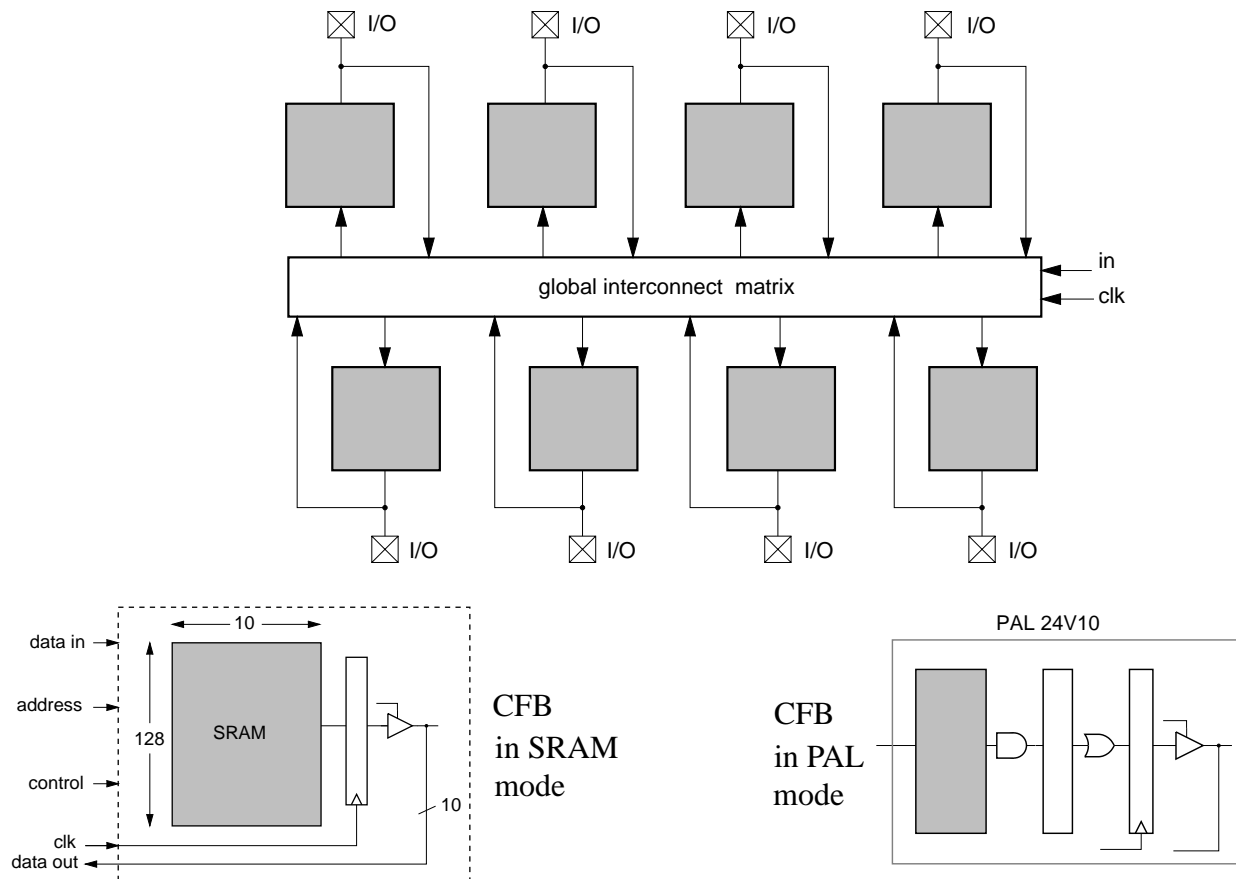 I/O
I/O
I/O
I/O
in
global interconnect matrix
clk
I/O
I/O
I/O
I/O
10
data in
address
128
SRAM
control
10
clk
data out
CFB
in SRAM
mode
PAL 24V10
CFB
in PAL
mode